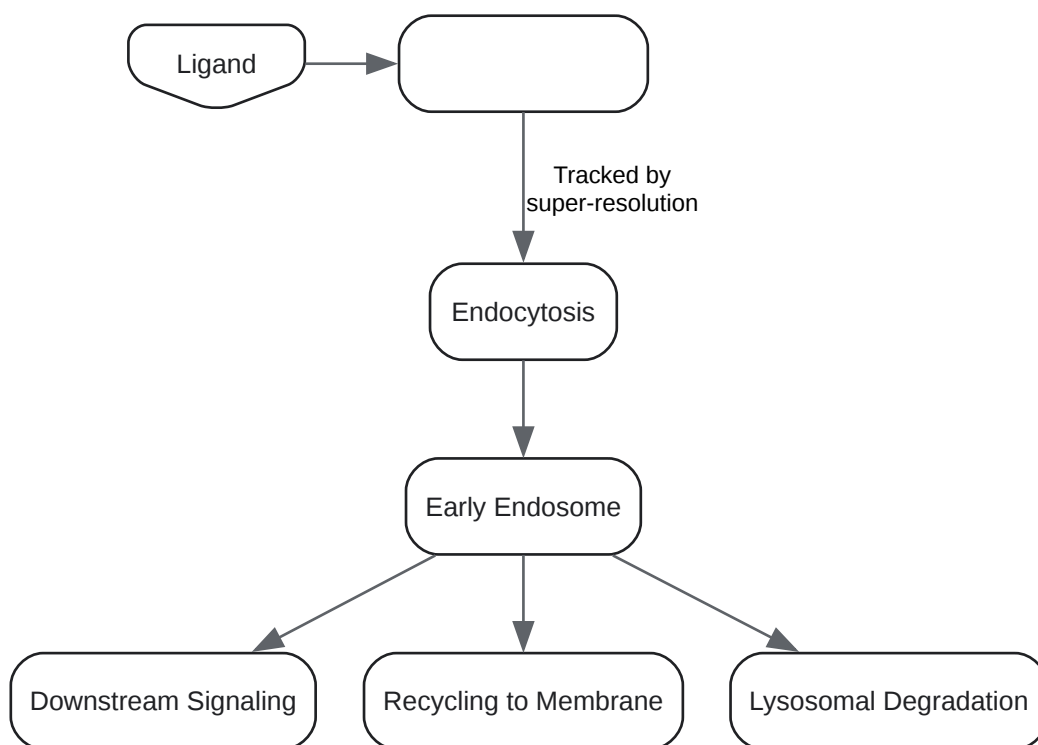 Ligand
Tracked by
super-resolution
Endocytosis
Early Endosome
Downstream Signaling
Recycling to Membrane
Lysosomal Degradation